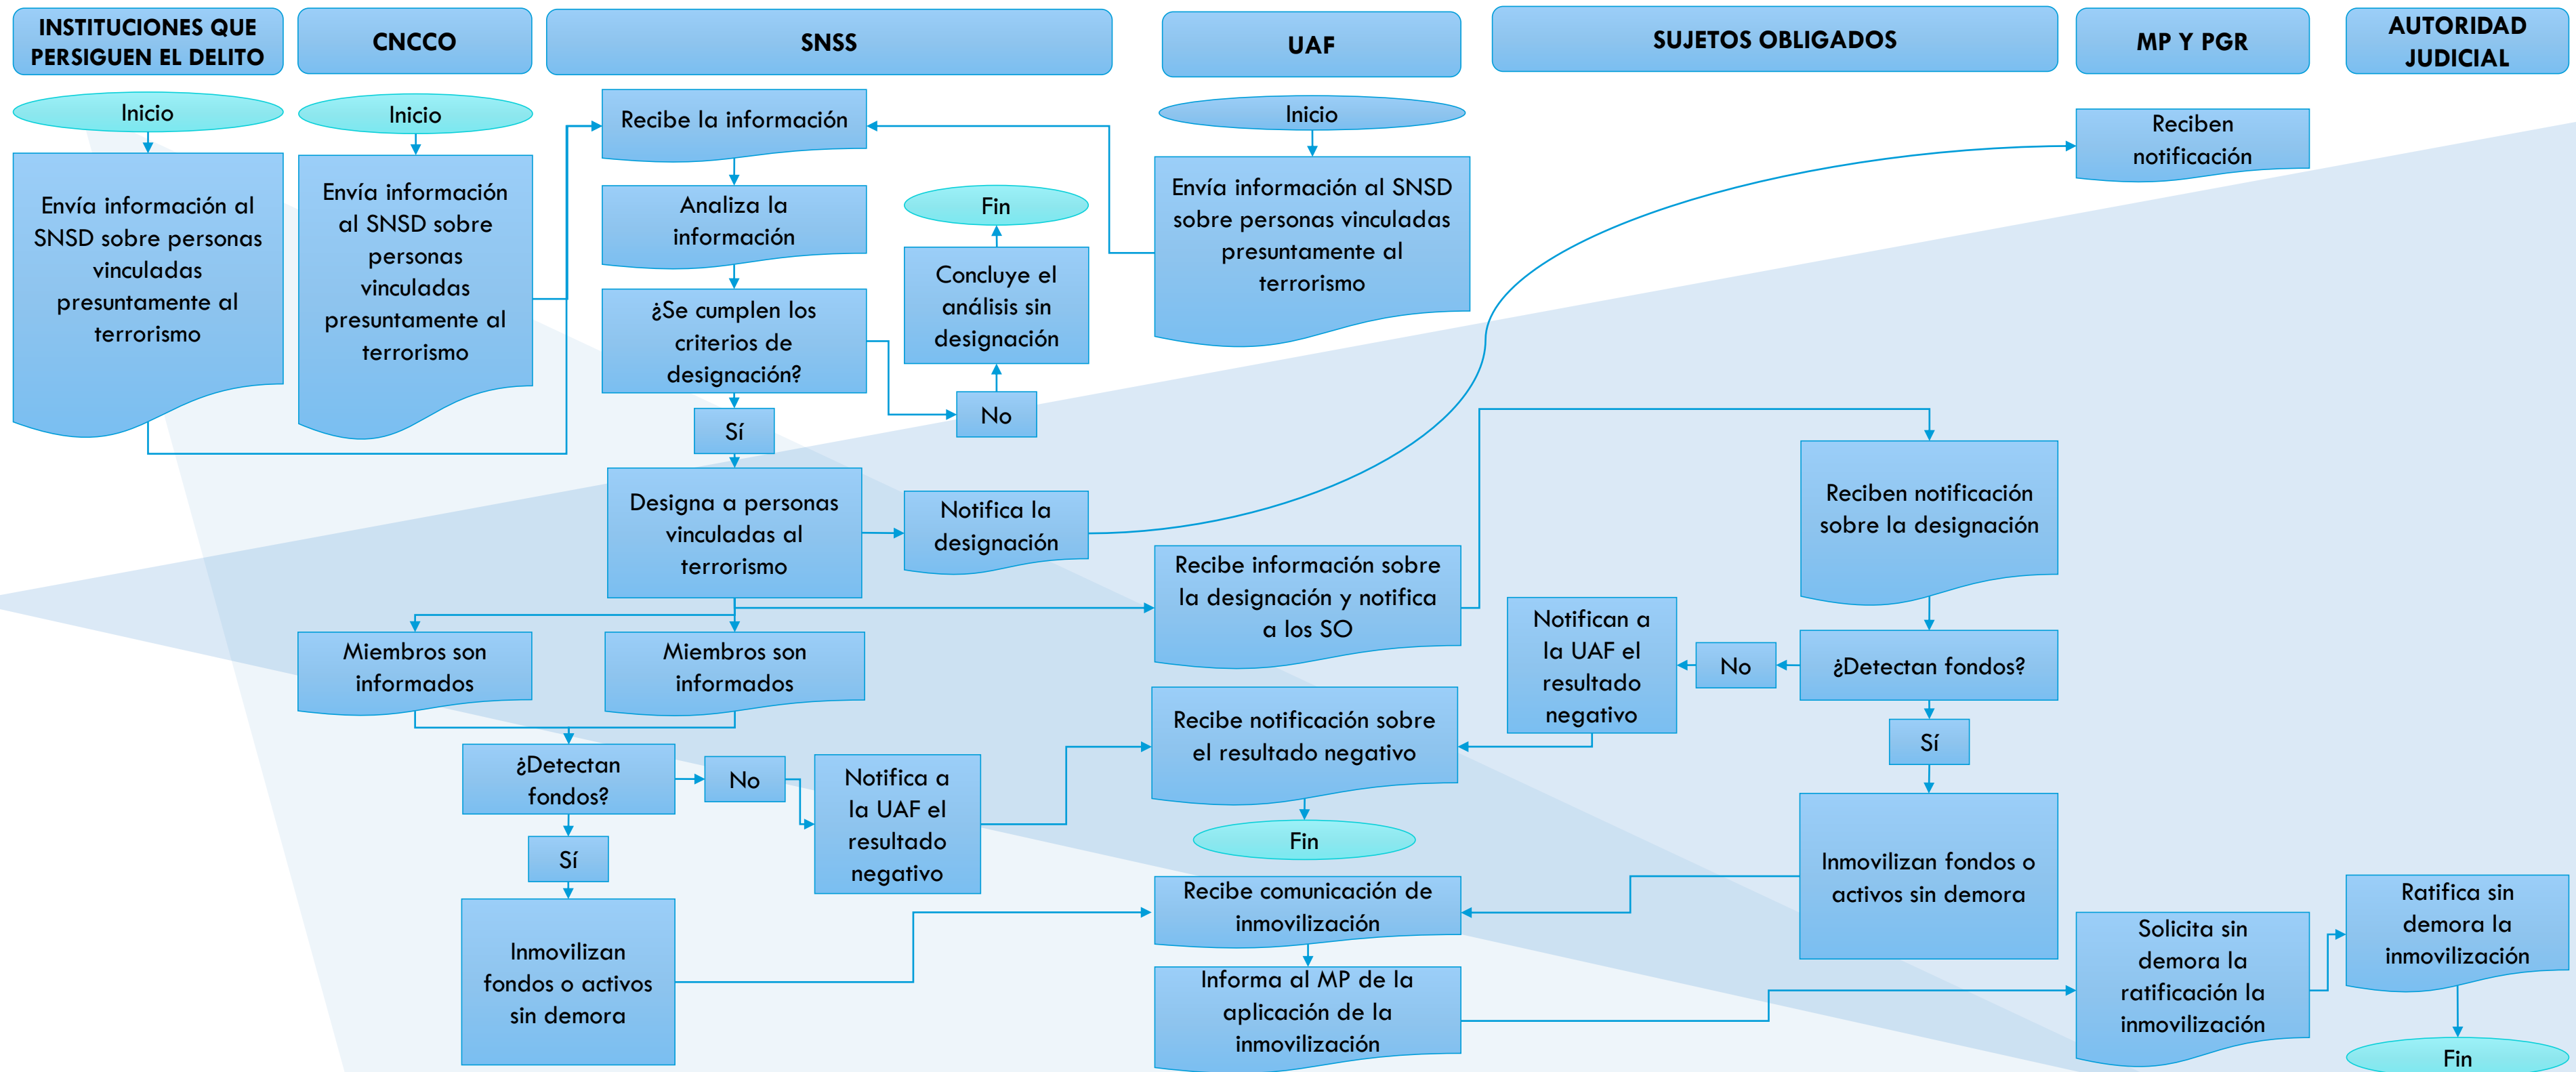 INSTITUCIONES QUE
PERSIGUEN EL DELITO
CNCCO
SNSS
UAF
SUJETOS OBLIGADOS
MP Y PGR
AUTORIDAD
JUDICIAL
Inicio
Envía información al
SNSD sobre personas
vinculadas
presuntamente al
terrorismo
Inicio
Envía información
al SNSD sobre
personas
vinculadas
presuntamente al
terrorismo
Recibe la información
Analiza la
información
¿Se cumplen los
criterios de
designación?
Sí
No
Concluye el
análisis sin
designación
Fin
Designa a personas
vinculadas al
terrorismo
Notifica la
designación
Miembros son
informados
Miembros son
informados
¿Detectan
fondos?
No
Notifica a
la UAF el
resultado
negativo
Sí
Inmovilizan
fondos o activos
sin demora
Inicio
Envía información al SNSD
sobre personas vinculadas
presuntamente al
terrorismo
Recibe información sobre
la designación y notifica
a los SO
Recibe notificación sobre
el resultado negativo
Fin
Recibe comunicación de
inmovilización
Informa al MP de la
aplicación de la
inmovilización
Reciben notificación
sobre la designación
¿Detectan fondos?
No
Notifican a
la UAF el
resultado
negativo
Sí
Inmovilizan fondos o
activos sin demora
Reciben
notificación
Solicita sin
demora la
ratificación la
inmovilización
Ratifica sin
demora la
inmovilización
Fin